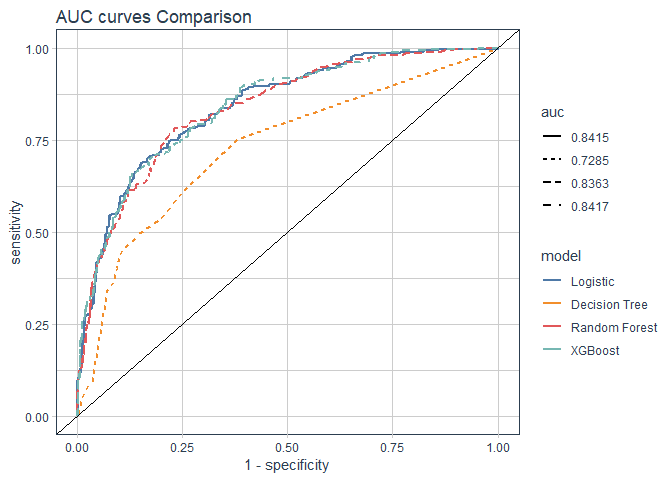 AUC curves Comparison
1.00
0.75
0.50
0.25
0.00
sensitivity
0.00
0.25
0.50
0.75
1.00
1 - specificity
auc
0.8415
0.7285
0.8363
0.8417
model
Logistic
Decision Tree
Random Forest
XGBoost